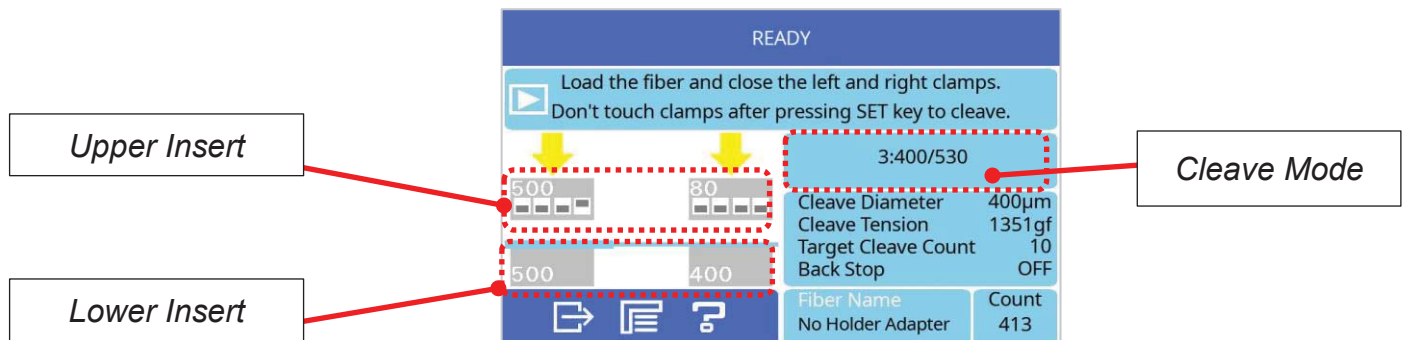 READY
Load the fiber and close the left and right clamps.
Don't touch clamps after pressing SET key to cleave.
Upper Insert
3:400/530
Cleave Mode
500 80
Cleave Diameter 400μm
Cleave Tension 1351gf
Target Cleave Count 10
Back Stop OFF
500 400
Lower Insert
Fiber Name Count
No Holder Adapter 413